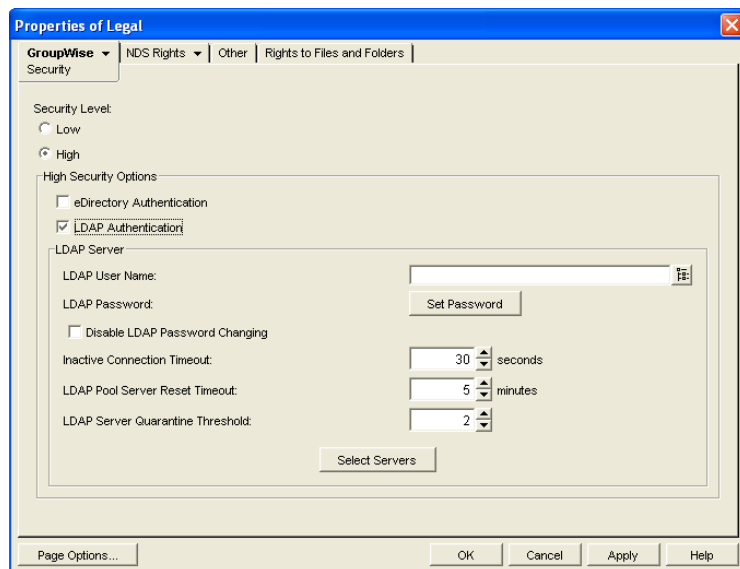 Properties of Legal
GroupWise NDS Rights Other Rights to Files and Folders
Security
Security Level:
Low
High
High Security Options
eDirectory Authentication
LDAP Authentication
LDAP Server
LDAP User Name:
LDAP Password: Set Password
Disable LDAP Password Changing
Inactive Connection Timeout: 30 seconds
LDAP Pool Server Reset Timeout: 5 minutes
LDAP Server Quarantine Threshold: 2
Select Servers
Page Options... OK Cancel Apply Help